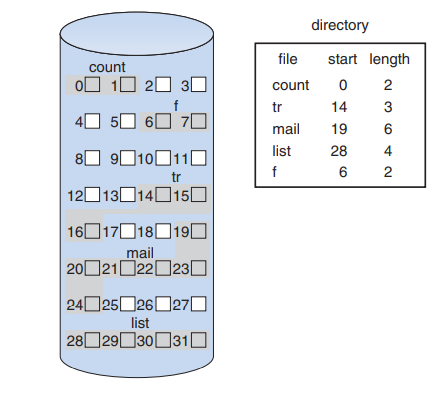 count
0 1 2 3
f
4 5 6 7
8 9 10 11
tr
12 13 14 15
16 17 18 19
mail
20 21 22 23
24 25 26 27
list
28 29 30 31
directory
file start length
count 0 2
tr 14 3
mail 19 6
list 28 4
f 6 2